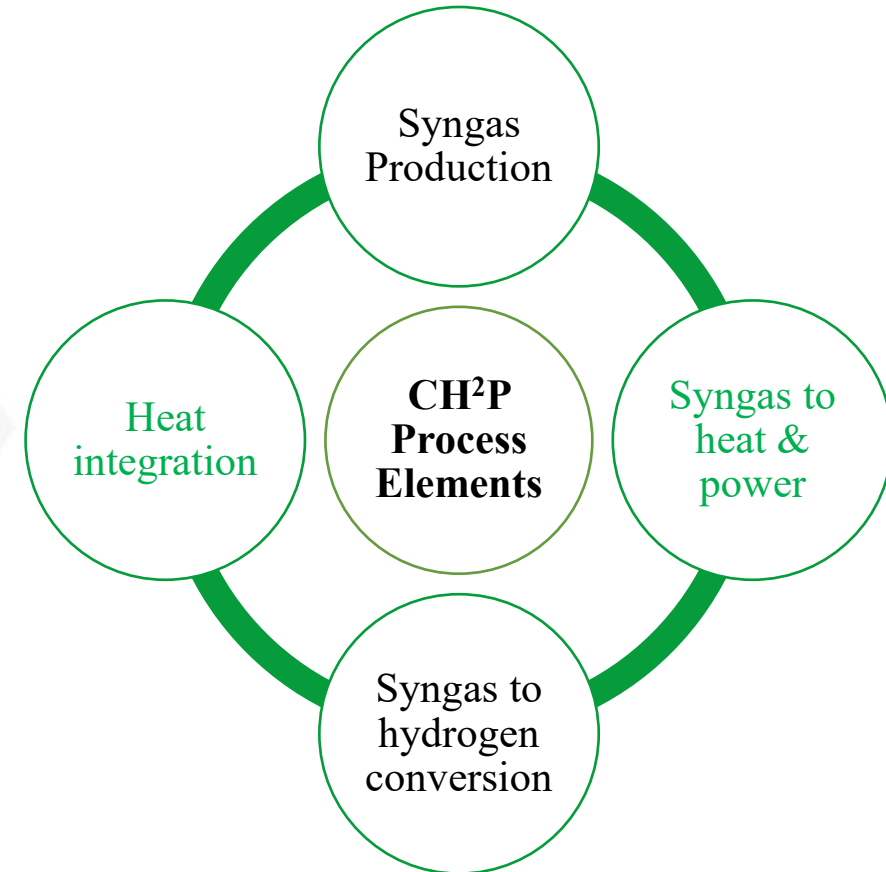 Syngas
Production
Heat
integration
CH²P
Process
Elements
Syngas to
heat &
power
Syngas to
hydrogen
conversion